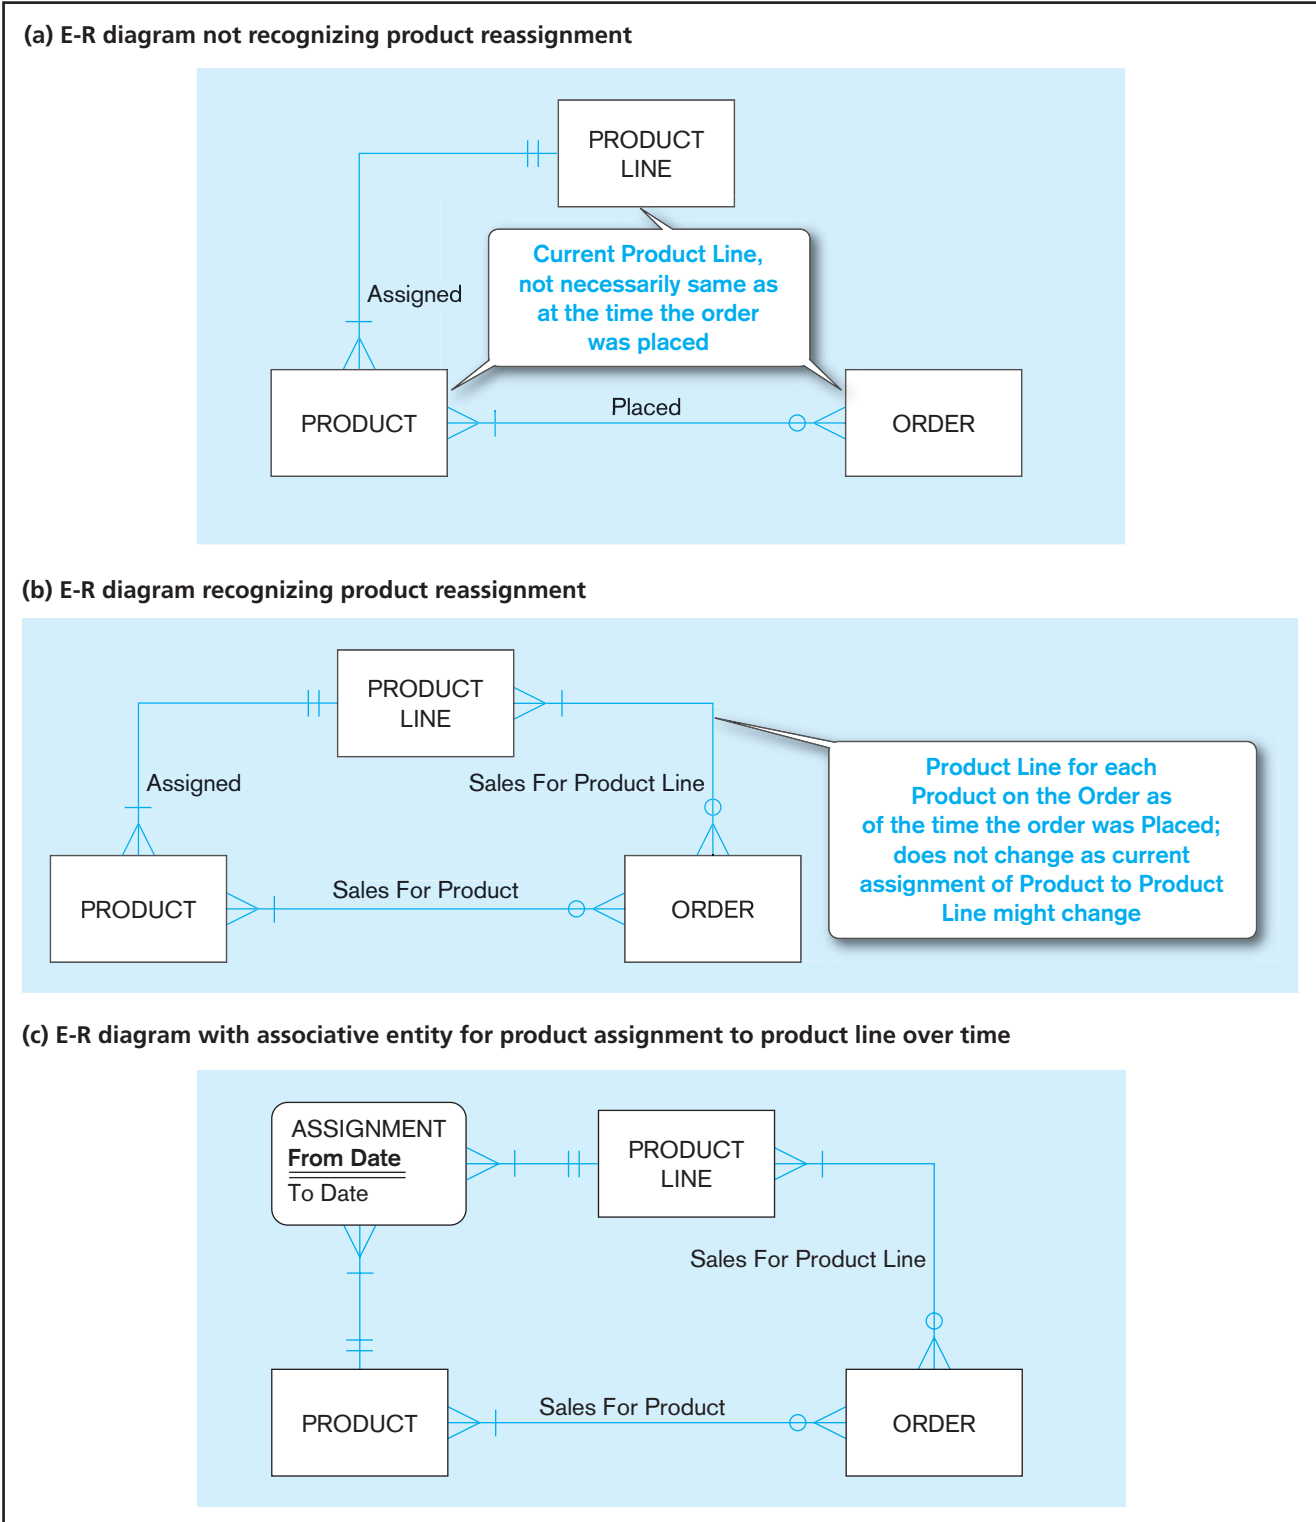 (a) E-R diagram not recognizing product reassignment
PRODUCT
LINE
Current Product Line,
not necessarily same as
at the time the order
was placed
Assigned
PRODUCT
Placed
ORDER
(b) E-R diagram recognizing product reassignment
PRODUCT
LINE
Assigned
Sales For Product Line
Product Line for each
Product on the Order as
of the time the order was Placed;
does not change as current
assignment of Product to Product
Line might change
PRODUCT
Sales For Product
ORDER
(c) E-R diagram with associative entity for product assignment to product line over time
ASSIGNMENT
From Date
To Date
PRODUCT
LINE
Sales For Product Line
PRODUCT
Sales For Product
ORDER